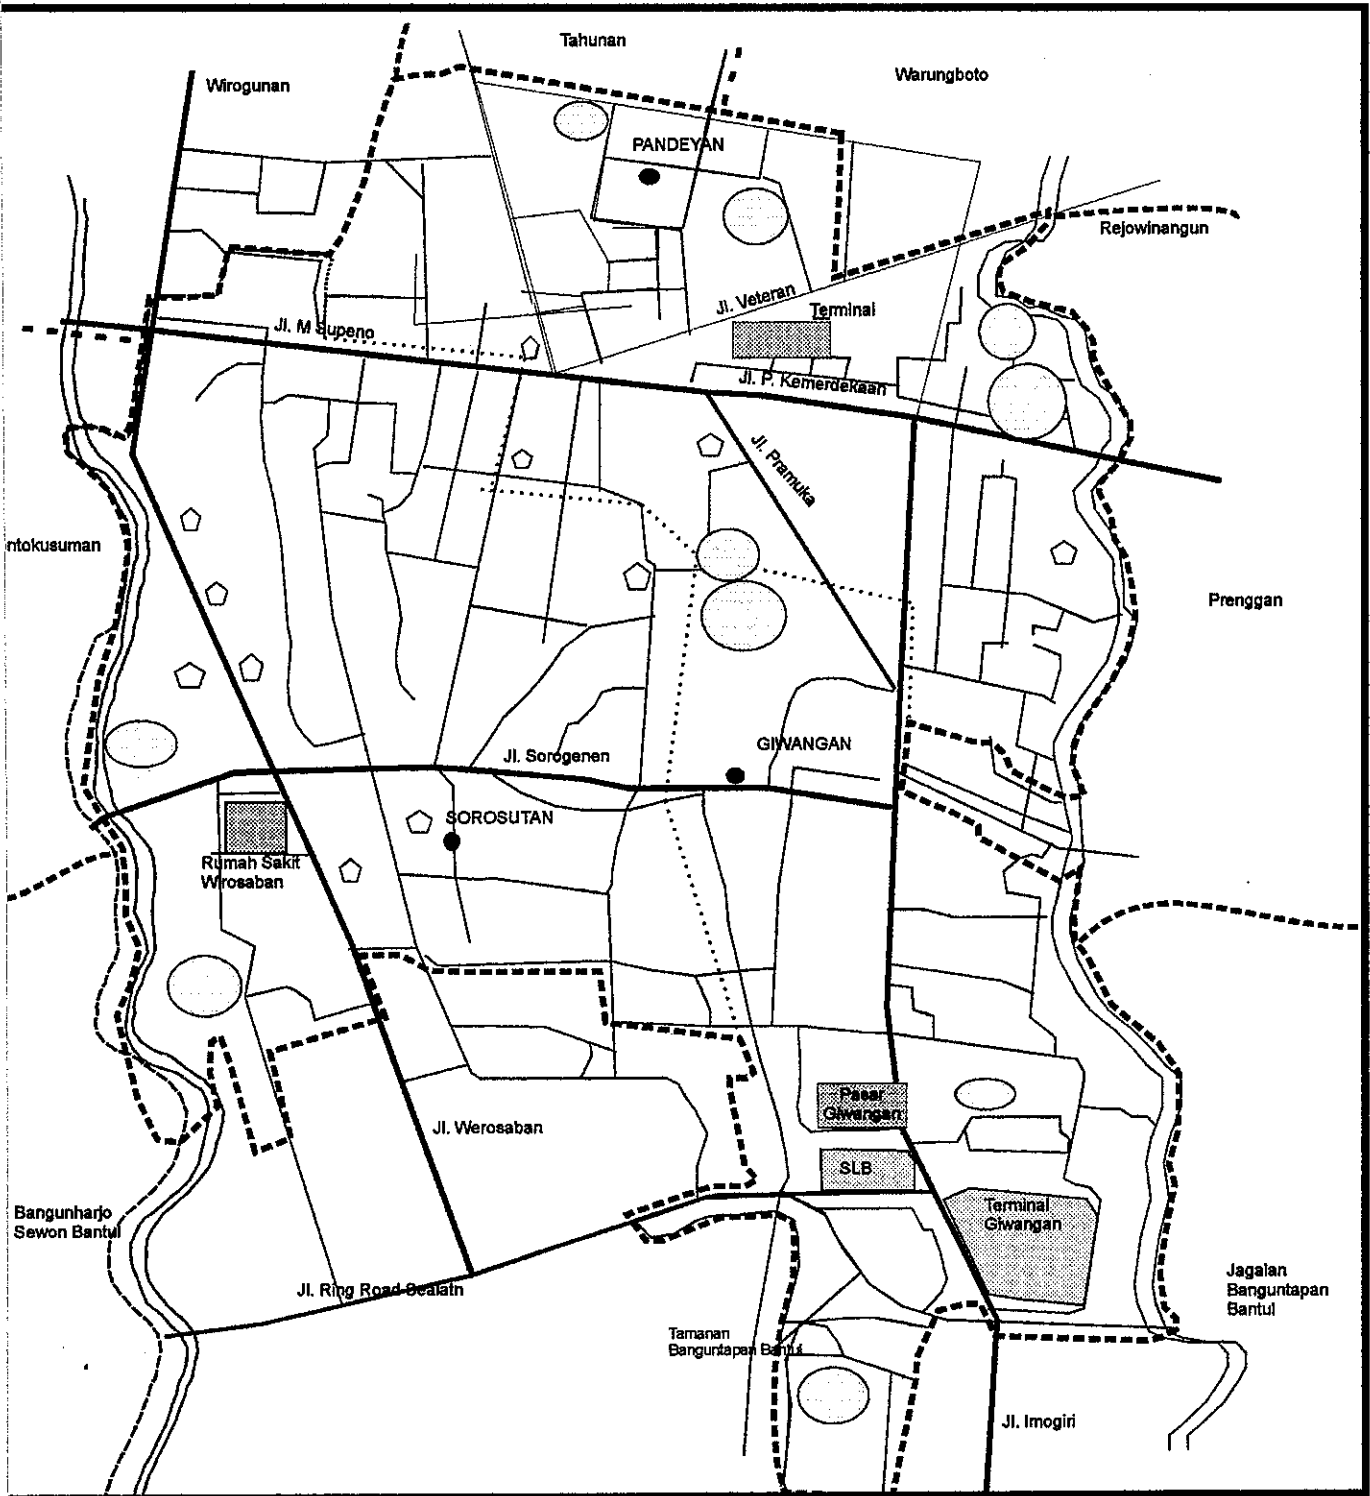 Tahunan
Wirogunan
Warungboto
PANDEYAN
Rejowinangun
Jl. Veteran
Terminal
Jl. M Supeno
Jl. P. Kemerdekaan
Jl. Pramuka
ntokusuman
Prenggan
GIWANGAN
Jl. Sorogenen
SOROSUTAN
Rumah Sakit
Wirosaban
Pasar
Giwangan
Jl. Werosaban
SLB
Terminal
Giwangan
Bangunharjo
Sewon Bantul
Jl. Ring Road Sealatn
Jagalan
Banguntapan
Bantul
Tamanan
Banguntapan Bantul
Jl. Imogiri